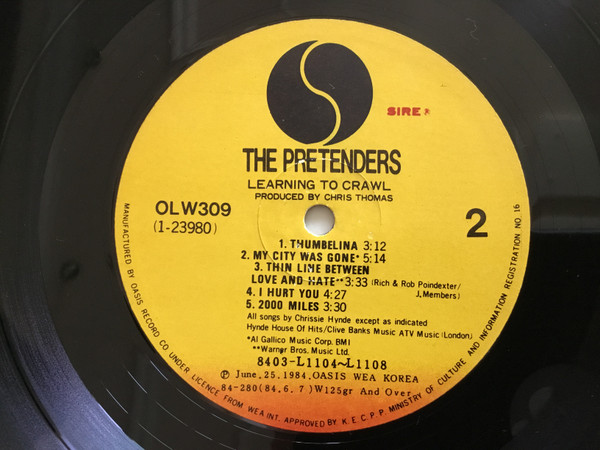 SIRE
THE PRETENDERS
LEARNING TO CRAWL
PRODUCED BY CHRIS THOMAS
OLW309
(1-23980)
2
1. THUMBELINA 3:12
2. MY CITY WAS GONE* 5:14
3. THIN LINE BETWEEN
LOVE AND HATE**3:33 (Rich & Rob Poindexter/
J.Members)
4. I HURT YOU 4:27
5. 2000 MILES 3:30
All songs by Chrissie Hynde except as indicated
Hynde House Of Hits/Clive Banks Music ATV Music (London)
*Al Gallico Music Corp. BMI
**Warner Bros. Music Ltd.
8403-L1104~L1108
Ⓟ June.25.1984.OASIS WEA KOREA
84-280(84.6.7)W125gr And Over
MANUFACTURED BY OASIS RECORD CO UNDER LICENCE FROM WEA INT. APPROVED BY K.E.C.P.P MINISTRY OF CULTURE AND INFORMATION REGISTRATION NO.16